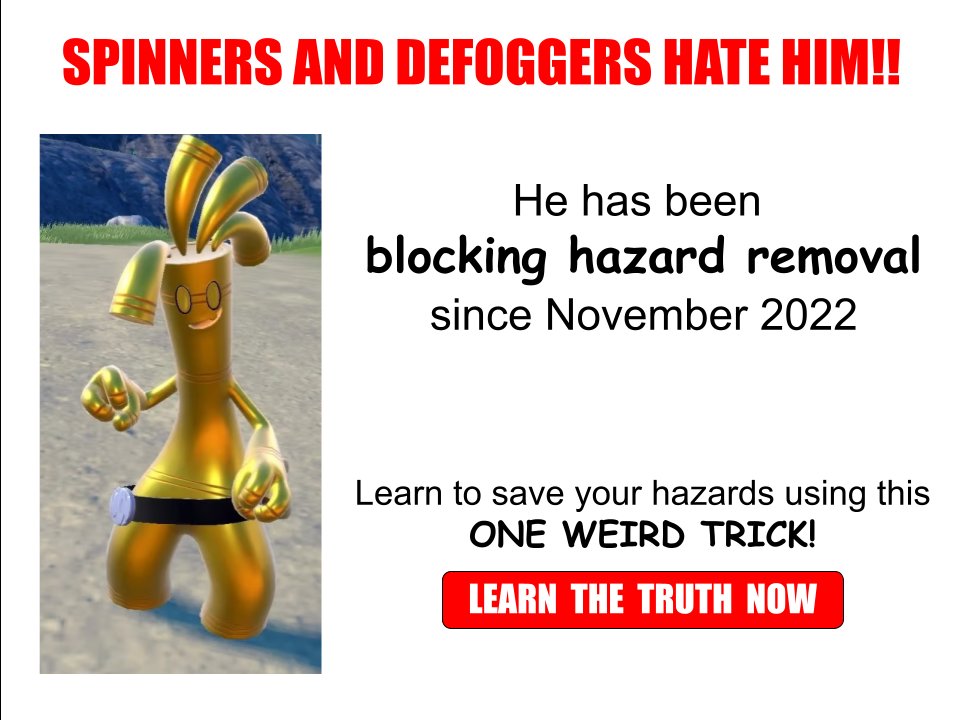 SPINNERS AND DEFOGGERS HATE HIM!!
He has been
blocking hazard removal
since November 2022
Learn to save your hazards using this
ONE WEIRD TRICK!
LEARN THE TRUTH NOW